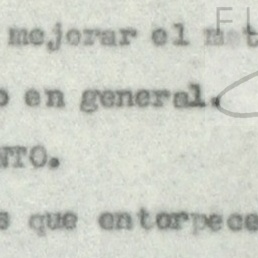 mejorar el
o en general.
NTO.
s que entorpece